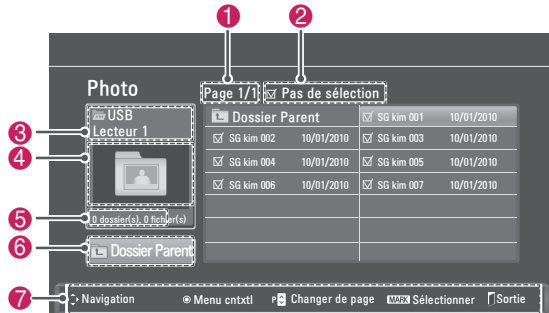 1 2
Photo
Page 1/1 Pas de sélection
3 USB
Lecteur 1
4
5 0 dossier(s), 0 fichier(s)
6 Dossier Parent
Dossier Parent SG kim 001 10/01/2010
SG kim 002 10/01/2010 SG kim 003 10/01/2010
SG kim 004 10/01/2010 SG kim 005 10/01/2010
SG kim 006 10/01/2010 SG kim 007 10/01/2010
7 Navigation Menu cntxtl P Changer de page MARK Sélectionner Sortie